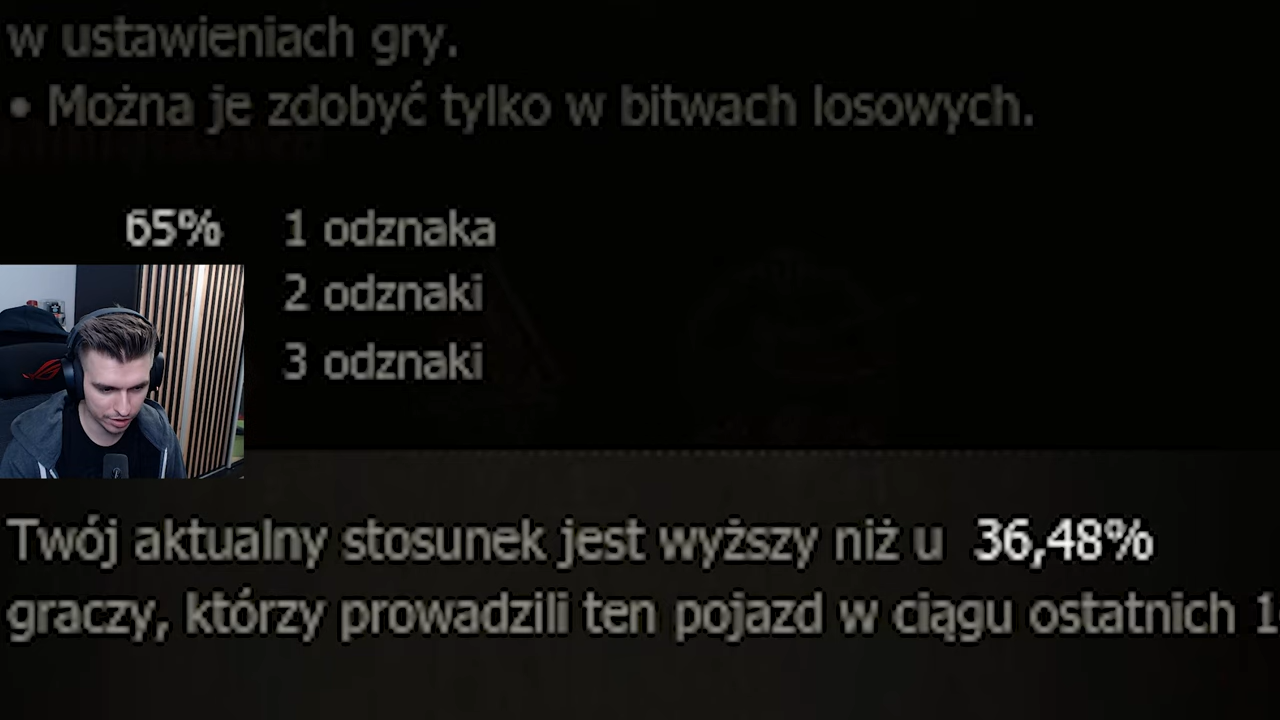 w ustawieniach gry.
• Można je zdobyć tylko w bitwach losowych.
65% 1 odznaka
2 odznaki
3 odznaki
Twój aktualny stosunek jest wyższy niż u 36,48%
graczy, którzy prowadzili ten pojazd w ciągu ostatnich 1